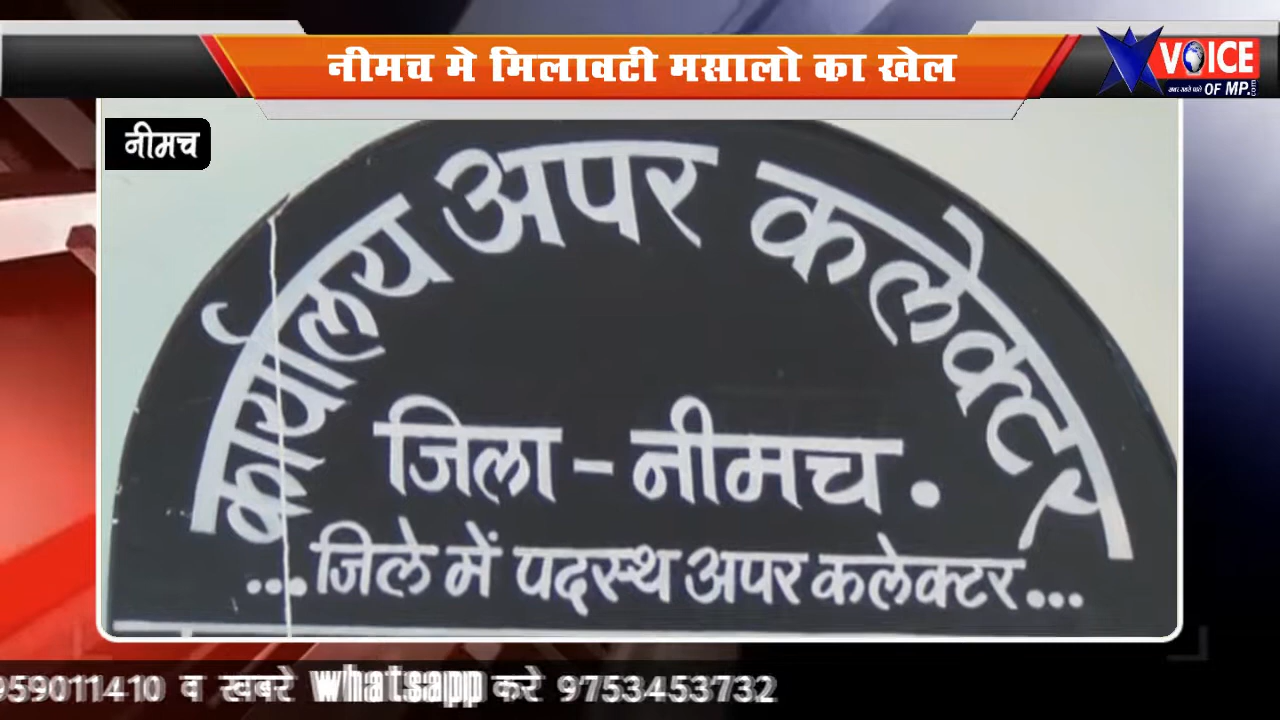 नीमच मे मिलावटी मसालो का खेल
VOICE
OF MP.com
नीमच
कार्यालय अपर कलेक्टर
जिला - नीमच .
...जिले में पदस्थ अपर कलेक्टर...
959011410 व खबरे whatsapp करे 9753453732